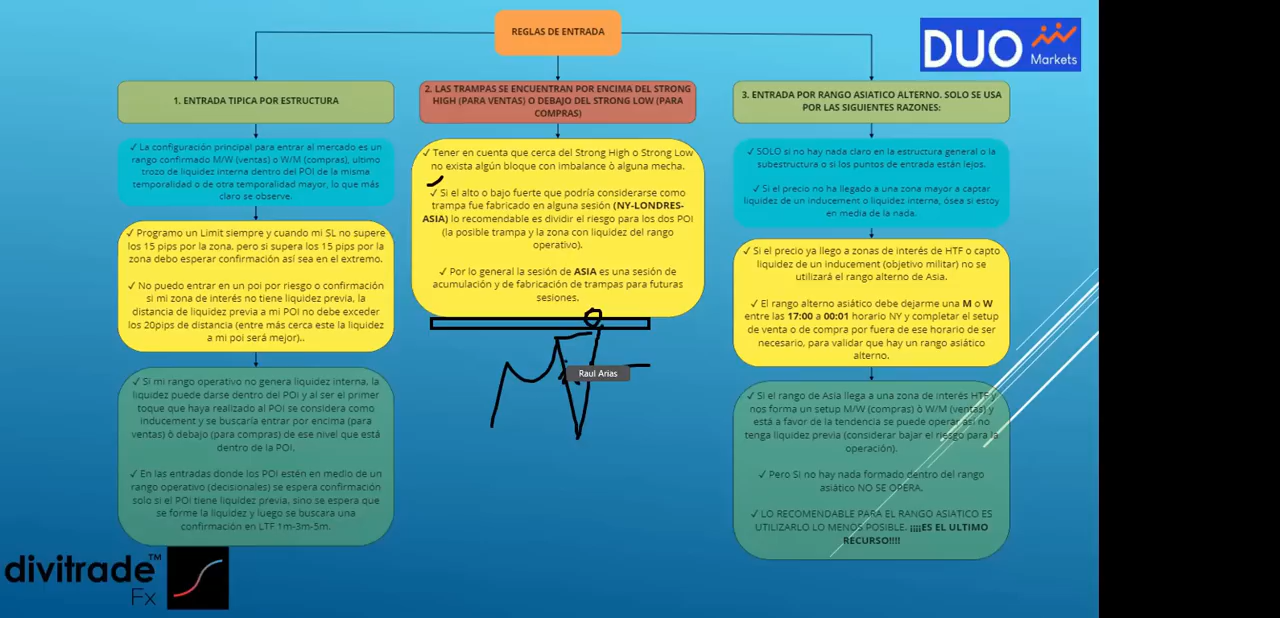 REGLAS DE ENTRADA
DUO
Markets
1. ENTRADA TIPICA POR ESTRUCTURA
✓ La configuración principal para entrar al mercado es un
rango confirmado M/W (ventas) o W/M (compras), ultimo
trozo de liquidez interna dentro del POI de la misma
temporalidad o de otra temporalidad mayor, lo que más
claro se observe.
✓ Programo un Limit siempre y cuando mi SL no supere
los 15 pips por la zona, pero si supera los 15 pips por la
zona debo esperar confirmación así sea en el extremo.
✓ No puedo entrar en un poi por riesgo o confirmación
si mi zona de interés no tiene liquidez previa, la
distancia de liquidez previa a mi POI no debe exceder
los 20pips de distancia (entre más cerca este la liquidez
a mi poi será mejor)..
✓ Si mi rango operativo no genera liquidez interna, la
liquidez puede darse dentro del POI y al ser el primer
toque que haya realizado al POI se considera como
inducement y se buscaría entrar por encima (para
ventas) ò debajo (para compras) de ese nivel que está
dentro de la POI.
✓ En las entradas donde los POI estén en medio de un
rango operativo (decisionales) se espera confirmación
solo si el POI tiene liquidez previa, sino se espera que
se forme la liquidez y luego se buscara una
confirmación en LTF 1m-3m-5m.
2. LAS TRAMPAS SE ENCUENTRAN POR ENCIMA DEL STRONG
HIGH (PARA VENTAS) O DEBAJO DEL STRONG LOW (PARA
COMPRAS)
✓ Tener en cuenta que cerca del Strong High o Strong Low
no exista algún bloque con imbalance ò alguna mecha.
✓ Si el alto o bajo fuerte que podría considerarse como
trampa fue fabricado en alguna sesión (NY-LONDRES-
ASIA) lo recomendable es dividir el riesgo para los dos POI
(la posible trampa y la zona con liquidez del rango
operativo).
✓ Por lo general la sesión de ASIA es una sesión de
acumulación y de fabricación de trampas para futuras
sesiones.
Raul Arias
3. ENTRADA POR RANGO ASIATICO ALTERNO. SOLO SE USA
POR LAS SIGUIENTES RAZONES:
✓ SOLO si no hay nada claro en la estructura general o la
subestructura o si los puntos de entrada están lejos.
✓ Si el precio no ha llegado a una zona mayor a captar
liquidez de un inducement o liquidez interna, ósea si estoy
en media de la nada.
✓ Si el precio ya llego a zonas de interés de HTF o capto
liquidez de un inducement (objetivo militar) no se
utilizará el rango alterno de Asia.
✓ El rango alterno asiático debe dejarme una M o W
entre las 17:00 a 00:01 horario NY y completar el setup
de venta o de compra por fuera de ese horario de ser
necesario, para validar que hay un rango asiático
alterno.
✓ Si el rango de Asia llega a una zona de interés HTF y
nos forma un setup M/W (compras) ò W/M (ventas) y
está a favor de la tendencia se puede operar así no
tenga liquidez previa (considerar bajar el riesgo para la
operación).
✓ Pero Si no hay nada formado dentro del rango
asiático NO SE OPERA.
✓ LO RECOMENDABLE PARA EL RANGO ASIATICO ES
UTILIZARLO LO MENOS POSIBLE. ¡¡¡¡ES EL ULTIMO
RECURSO!!!!
divitrade™
Fx